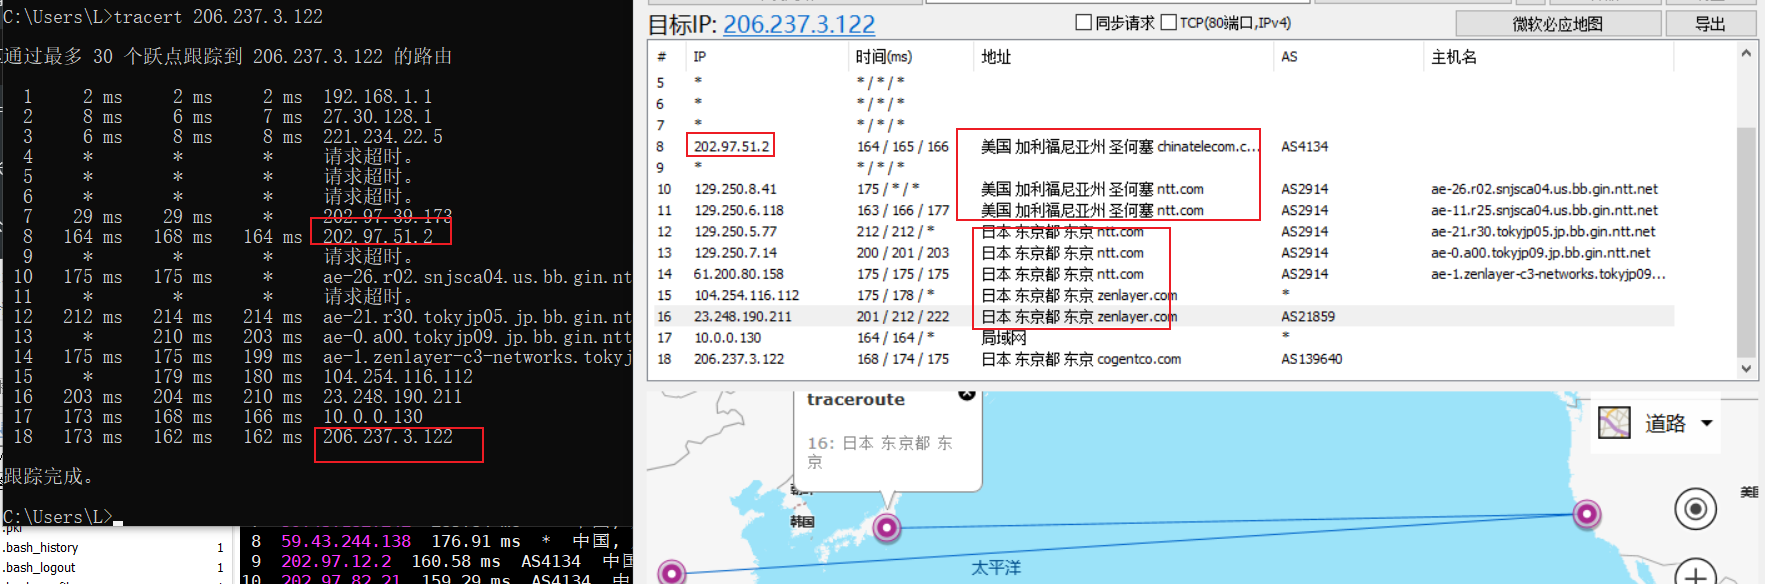 C:\Users\L>tracert 206.237.3.122
通过最多 30 个跃点跟踪到 206.237.3.122 的路由
1 2 ms 2 ms 2 ms 192.168.1.1
2 8 ms 6 ms 7 ms 27.30.128.1
3 6 ms 8 ms 8 ms 221.234.22.5
4 * * * 请求超时。
5 * * * 请求超时。
6 * * * 请求超时。
7 29 ms 29 ms * 202.97.39.173
8 164 ms 168 ms 164 ms 202.97.51.2
9 * * * 请求超时。
10 175 ms 175 ms * ae-26.r02.snjsca04.us.bb.gin.nt
11 * * * 请求超时。
12 212 ms 214 ms 214 ms ae-21.r30.tokyjp05.jp.bb.gin.nt
13 * 210 ms 203 ms ae-0.a00.tokyjp09.jp.bb.gin.ntt
14 175 ms 175 ms 199 ms ae-1.zenlayer-c3-networks.tokyj
15 * 179 ms 180 ms 104.254.116.112
16 203 ms 204 ms 210 ms 23.248.190.211
17 173 ms 168 ms 166 ms 10.0.0.130
18 173 ms 162 ms 162 ms 206.237.3.122
跟踪完成。
C:\Users\L>
.bash_history 1
.bash_logout 1
8 59.43.244.138 176.91 ms * 中国,
9 202.97.12.2 160.58 ms AS4134 中国
10 202.97.82.21 159.29 ms AS4134 中
目标IP: 206.237.3.122 同步请求 TCP(80端口,IPv4) 微软必应地图 导出
# IP 时间(ms) 地址 AS 主机名
5 * * / * / *
6 * * / * / *
7 * * / * / *
8 202.97.51.2 164 / 165 / 166 美国 加利福尼亚州 圣何塞 chinatelecom.c... AS4134
9 * * / * / *
10 129.250.8.41 175 / * / * 美国 加利福尼亚州 圣何塞 ntt.com AS2914 ae-26.r02.snjsca04.us.bb.gin.ntt.net
11 129.250.6.118 163 / 166 / 177 美国 加利福尼亚州 圣何塞 ntt.com AS2914 ae-11.r25.snjsca04.us.bb.gin.ntt.net
12 129.250.5.77 212 / 212 / * 日本 东京都 东京 ntt.com AS2914 ae-21.r30.tokyjp05.jp.bb.gin.ntt.net
13 129.250.7.14 200 / 201 / 203 日本 东京都 东京 ntt.com AS2914 ae-0.a00.tokyjp09.jp.bb.gin.ntt.net
14 61.200.80.158 175 / 175 / 175 日本 东京都 东京 ntt.com AS2914 ae-1.zenlayer-c3-networks.tokyjp09...
15 104.254.116.112 175 / 178 / * 日本 东京都 东京 zenlayer.com *
16 23.248.190.211 201 / 212 / 222 日本 东京都 东京 zenlayer.com AS21859
17 10.0.0.130 164 / 164 / * 局域网 *
18 206.237.3.122 168 / 174 / 175 日本 东京都 东京 cogentco.com AS139640
traceroute
16: 日本 东京都 东
京
道路
韩国
太平洋